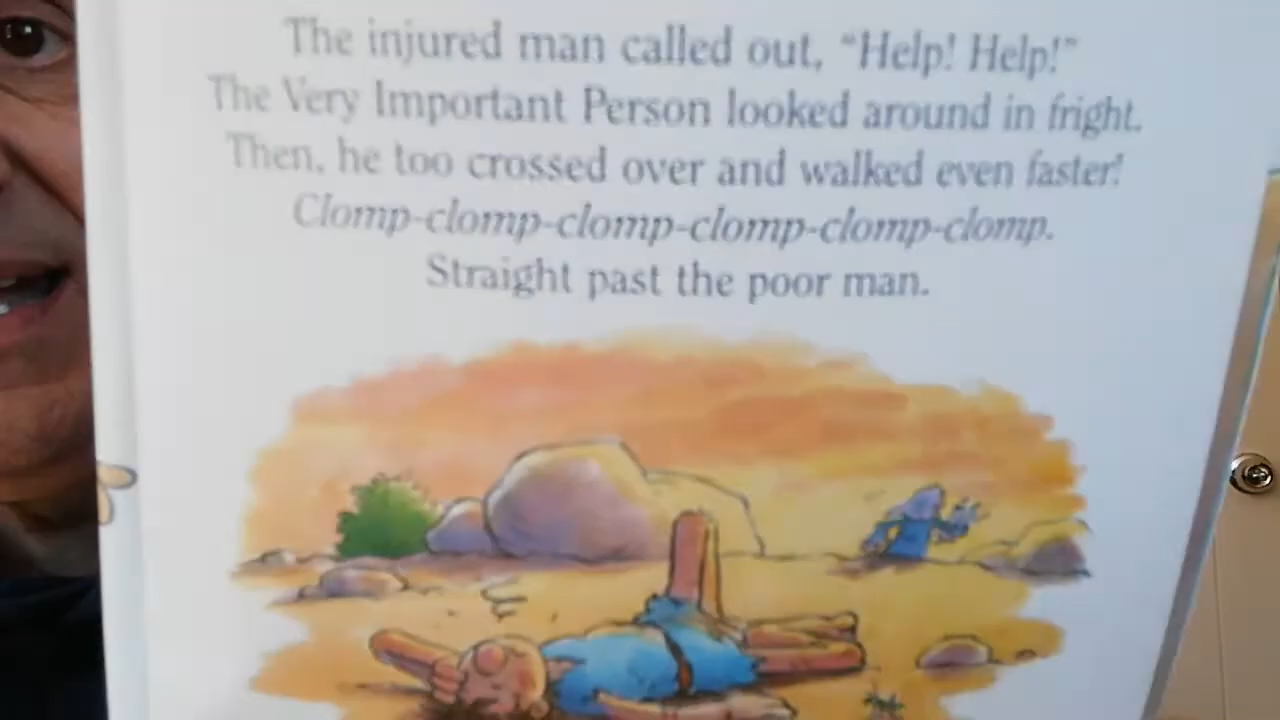 The injured man called out, “Help! Help!”
The Very Important Person looked around in fright.
Then, he too crossed over and walked even faster!
Clomp-clomp-clomp-clomp-clomp-clomp.
Straight past the poor man.